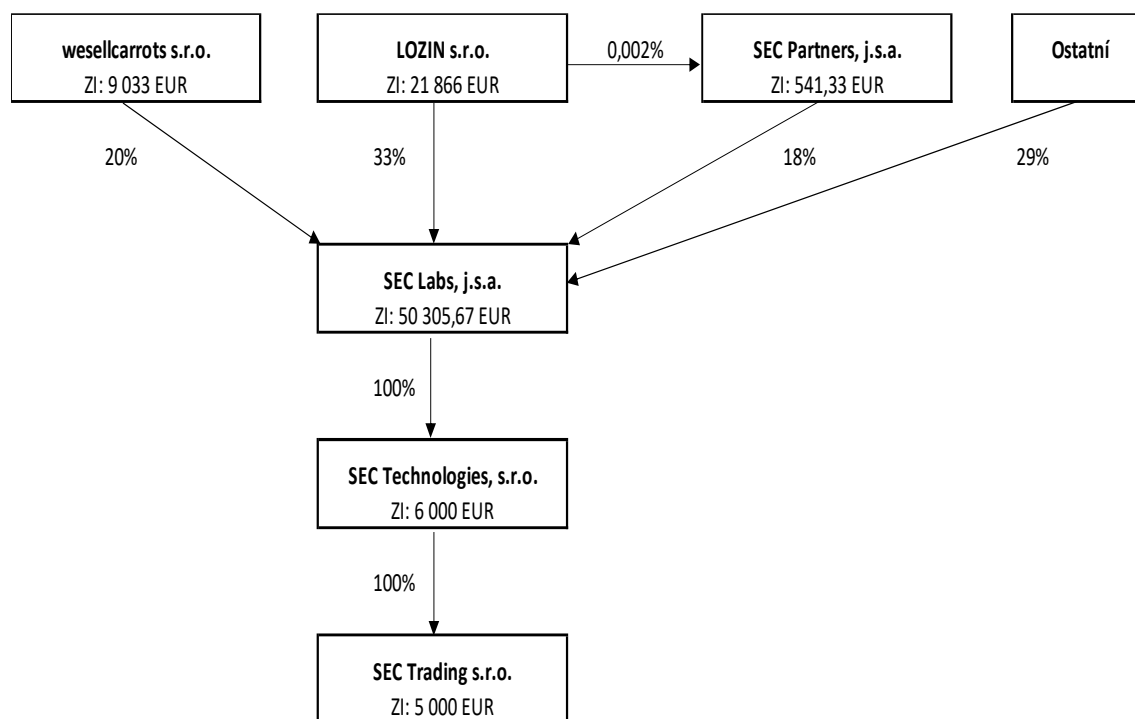 wesellcarrots s.r.o.
ZI: 9 033 EUR
LOZIN s.r.o.
ZI: 21 866 EUR
0,002%
SEC Partners, j.s.a.
ZI: 541,33 EUR
Ostatní
20%
33%
18%
29%
SEC Labs, j.s.a.
ZI: 50 305,67 EUR
100%
SEC Technologies, s.r.o.
ZI: 6 000 EUR
100%
SEC Trading s.r.o.
ZI: 5 000 EUR